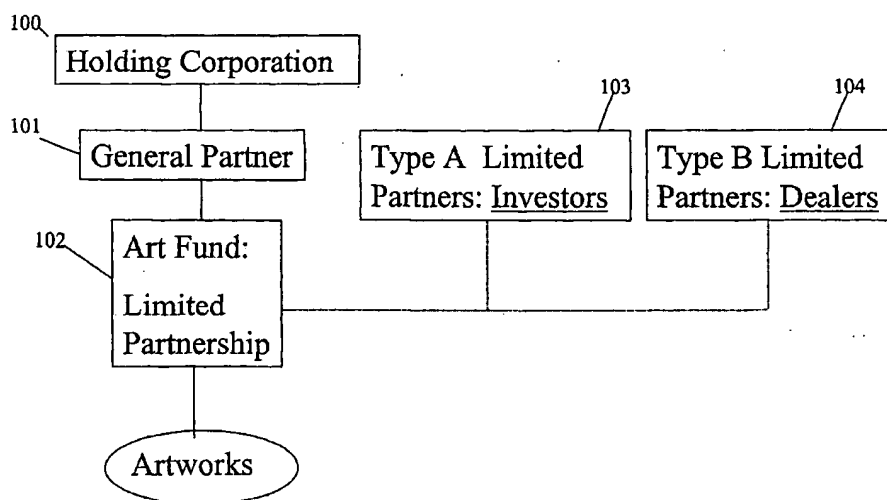 100
Holding Corporation
101
General Partner
103
Type A Limited
Partners: Investors
104
Type B Limited
Partners: Dealers
102
Art Fund:
Limited
Partnership
Artworks